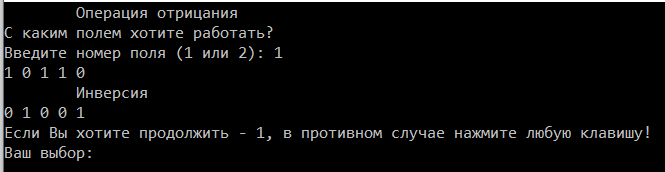 Операция отрицания
С каким полем хотите работать?
Введите номер поля (1 или 2): 1
1 0 1 1 0
Инверсия
0 1 0 0 1
Если Вы хотите продолжить - 1, в противном случае нажмите любую клавишу!
Ваш выбор: